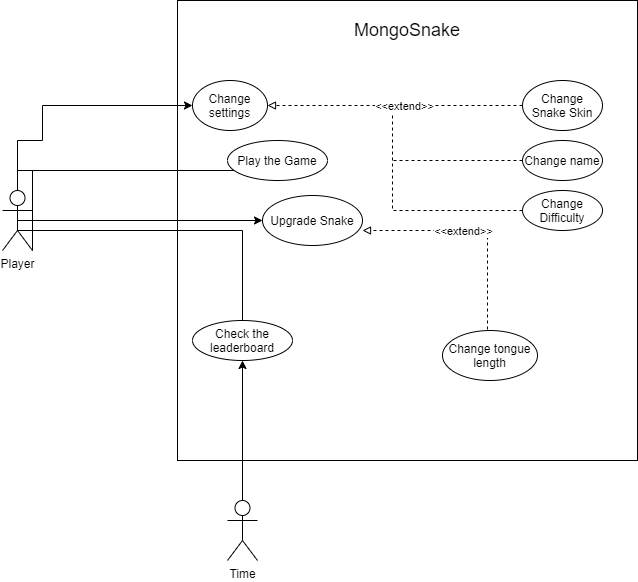 MongoSnake
Change
settings
<<extend>>
Change
Snake Skin
Play the Game
Change name
Upgrade Snake
Change
Difficulty
<<extend>>
Player
Check the
leaderboard
Change tongue
length
Time